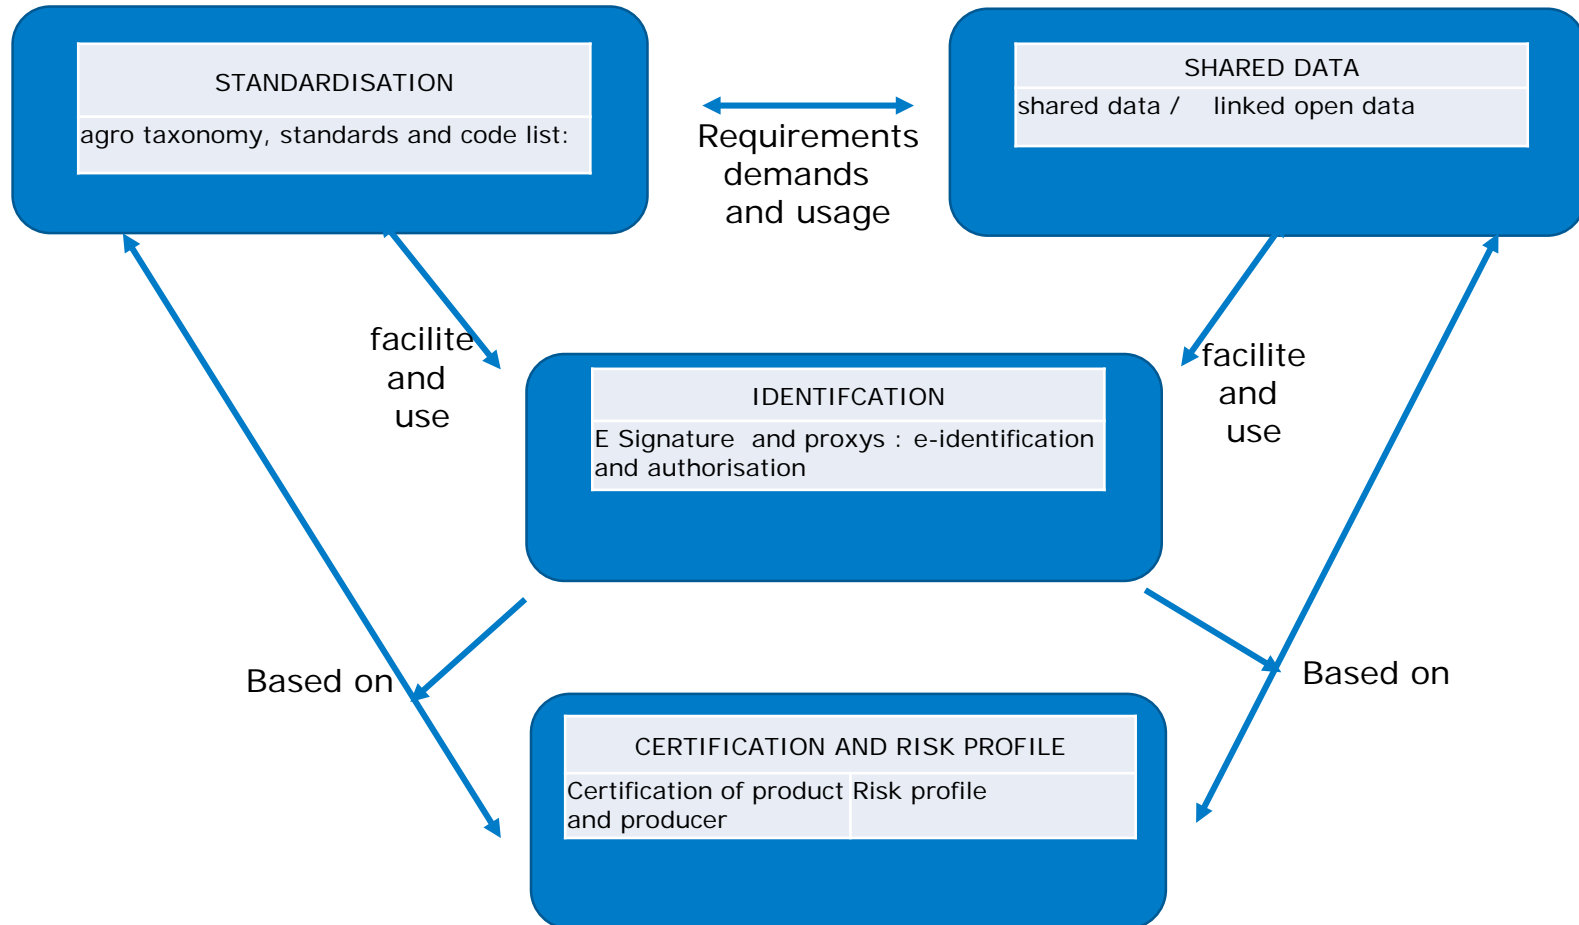 STANDARDISATION
agro taxonomy, standards and code list:
Requirements
demands
and usage
SHARED DATA
shared data / linked open data
facilite
and
use
facilite
and
use
IDENTIFCATION
E Signature and proxys : e-identification
and authorisation
Based on
Based on
CERTIFICATION AND RISK PROFILE
Certification of product
and producer
Risk profile